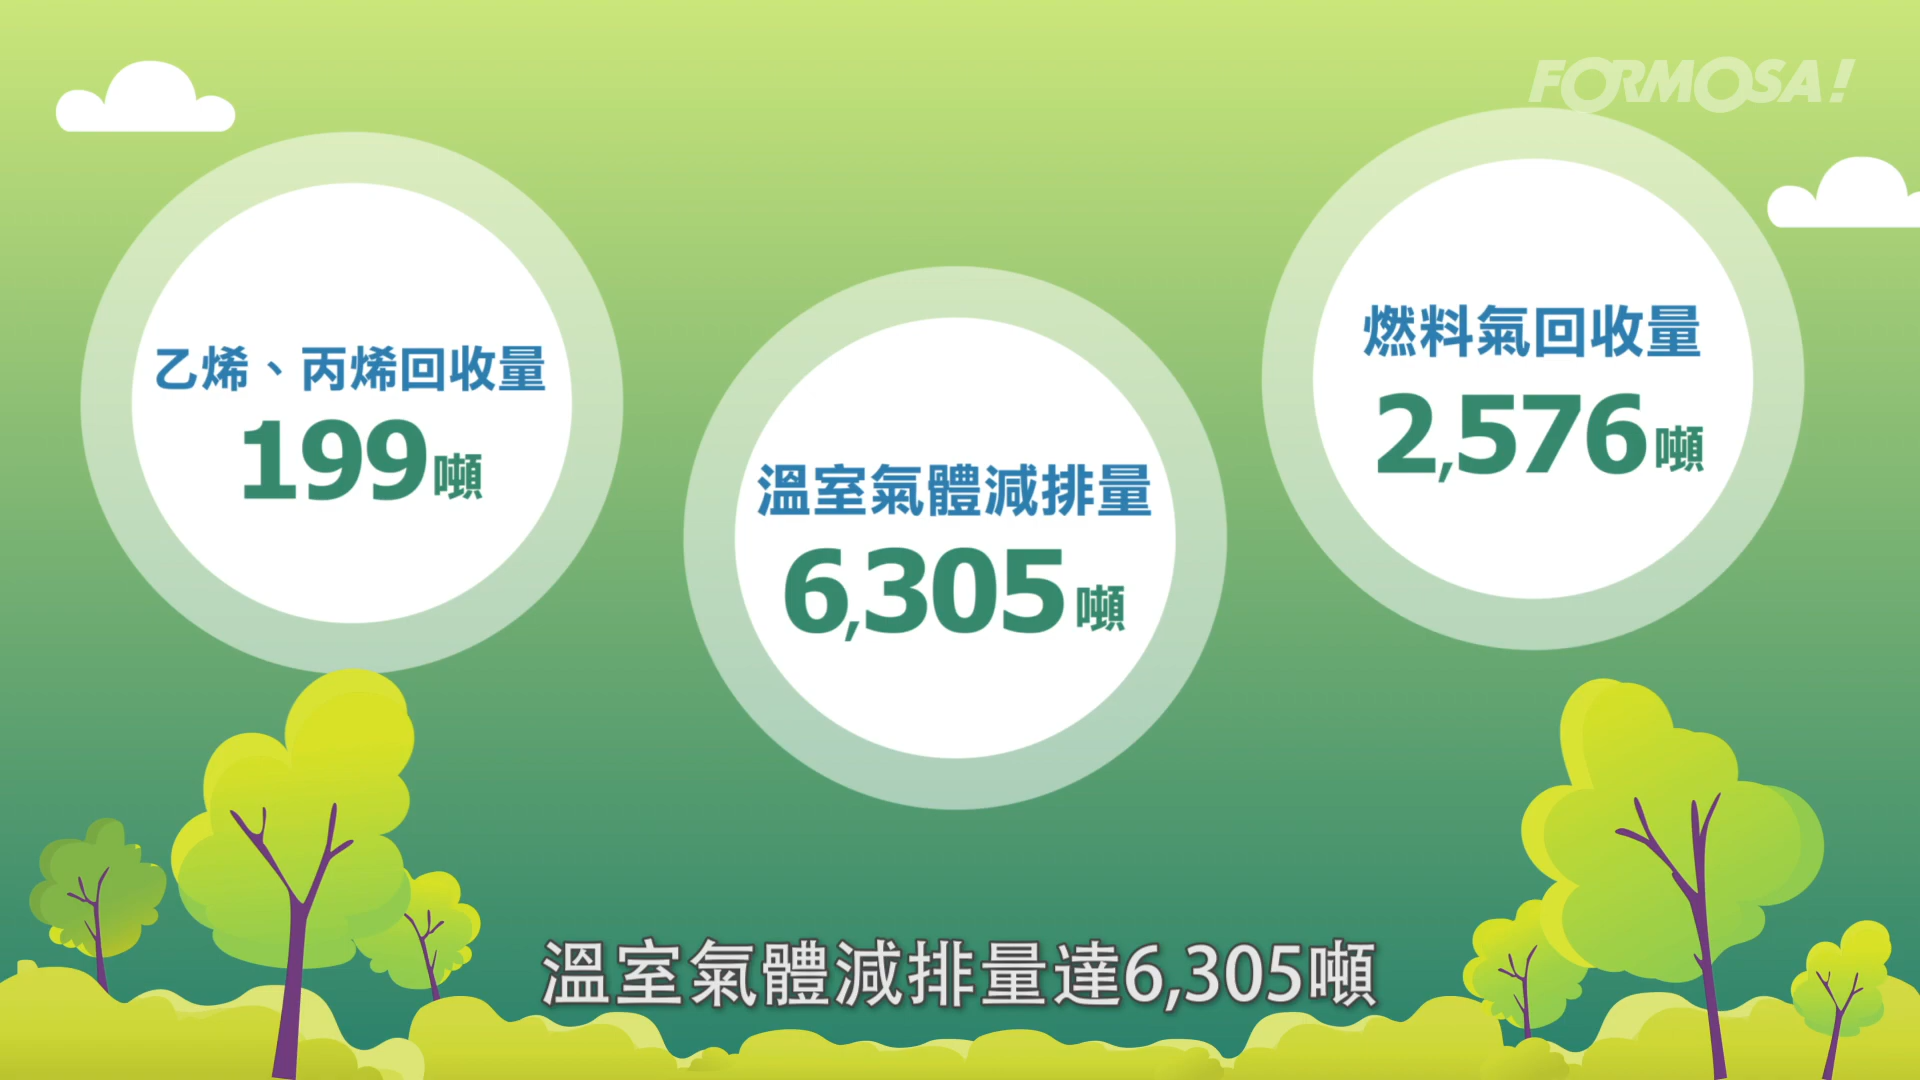 FORMOSA!
乙烯、丙烯回收量
199噸
溫室氣體減排量
6,305噸
燃料氣回收量
2,576噸
溫室氣體減排量達6,305噸